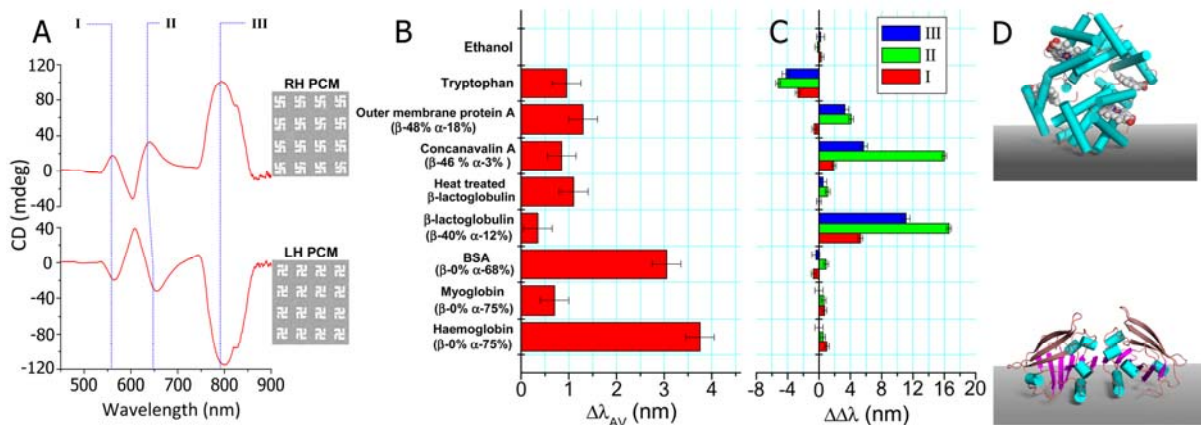 A
I
II
III
CD (mdeg)
120
80
40
0
-40
0
40
0
-40
-80
-120
RH PCM
LH PCM
500
600
700
800
900
Wavelength (nm)
B
Ethanol
Tryptophan
Outer membrane protein A
(β-48% α-18%)
Concanavalin A
(β-46 % α-3% )
Heat treated
β-lactoglobulin
β-lactoglobulin
(β-40% α-12%)
BSA
(β-0% α-68%)
Myoglobin
(β-0% α-75%)
Haemoglobin
(β-0% α-75%)
0
1
2
3
4
Δλ_AV (nm)
C
III
II
I
-8
-4
0
4
8
12
16
20
ΔΔλ (nm)
D